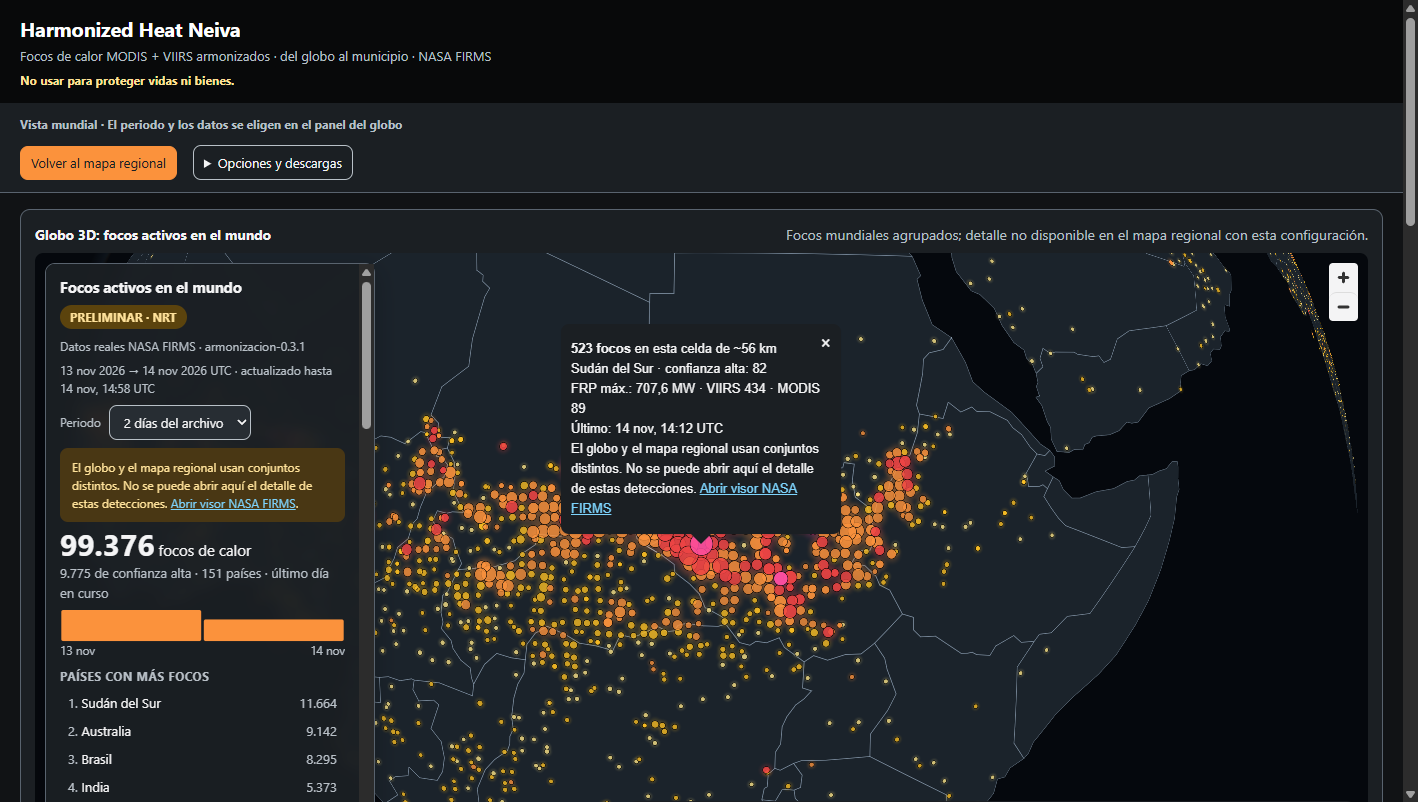 Harmonized Heat Neiva
Focos de calor MODIS + VIIRS armonizados · del globo al municipio · NASA FIRMS
No usar para proteger vidas ni bienes.
Vista mundial · El periodo y los datos se eligen en el panel del globo
Volver al mapa regional
▶ Opciones y descargas
Globo 3D: focos activos en el mundo
Focos mundiales agrupados; detalle no disponible en el mapa regional con esta configuración.
Focos activos en el mundo
PRELIMINAR · NRT
Datos reales NASA FIRMS · armonizacion-0.3.1
13 nov 2026 → 14 nov 2026 UTC · actualizado hasta
14 nov, 14:58 UTC
Periodo
2 días del archivo
El globo y el mapa regional usan conjuntos
distintos. No se puede abrir aquí el detalle de
estas detecciones. Abrir visor NASA FIRMS.
99.376 focos de calor
9.775 de confianza alta · 151 países · último día
en curso
13 nov
14 nov
PAÍSES CON MÁS FOCOS
1. Sudán del Sur 11.664
2. Australia 9.142
3. Brasil 8.295
4. India 5.373
523 focos en esta celda de ~56 km
×
Sudán del Sur · confianza alta: 82
FRP máx.: 707,6 MW · VIIRS 434 · MODIS
89
Último: 14 nov, 14:12 UTC
El globo y el mapa regional usan conjuntos
distintos. No se puede abrir aquí el detalle
de estas detecciones. Abrir visor NASA
FIRMS
+
−